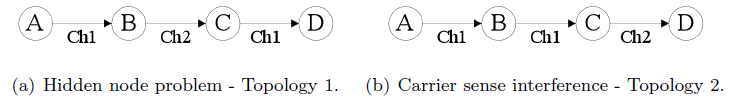 A B C D
Ch1 Ch2 Ch1
(a) Hidden node problem - Topology 1.
A B C D
Ch1 Ch1 Ch2
(b) Carrier sense interference - Topology 2.